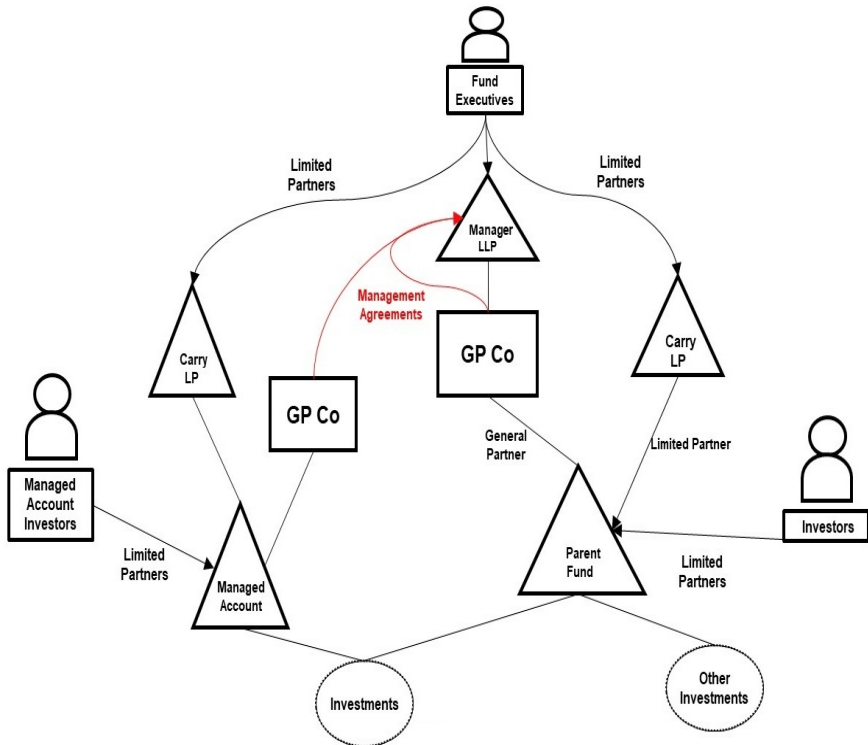 Fund
Executives
Limited
Partners
Limited
Partners
Manager
LLP
Management
Agreements
Carry
LP
GP Co
GP Co
Carry
LP
General
Partner
Limited Partner
Managed
Account
Investors
Investors
Limited
Partners
Managed
Account
Parent
Fund
Limited
Partners
Investments
Other
Investments